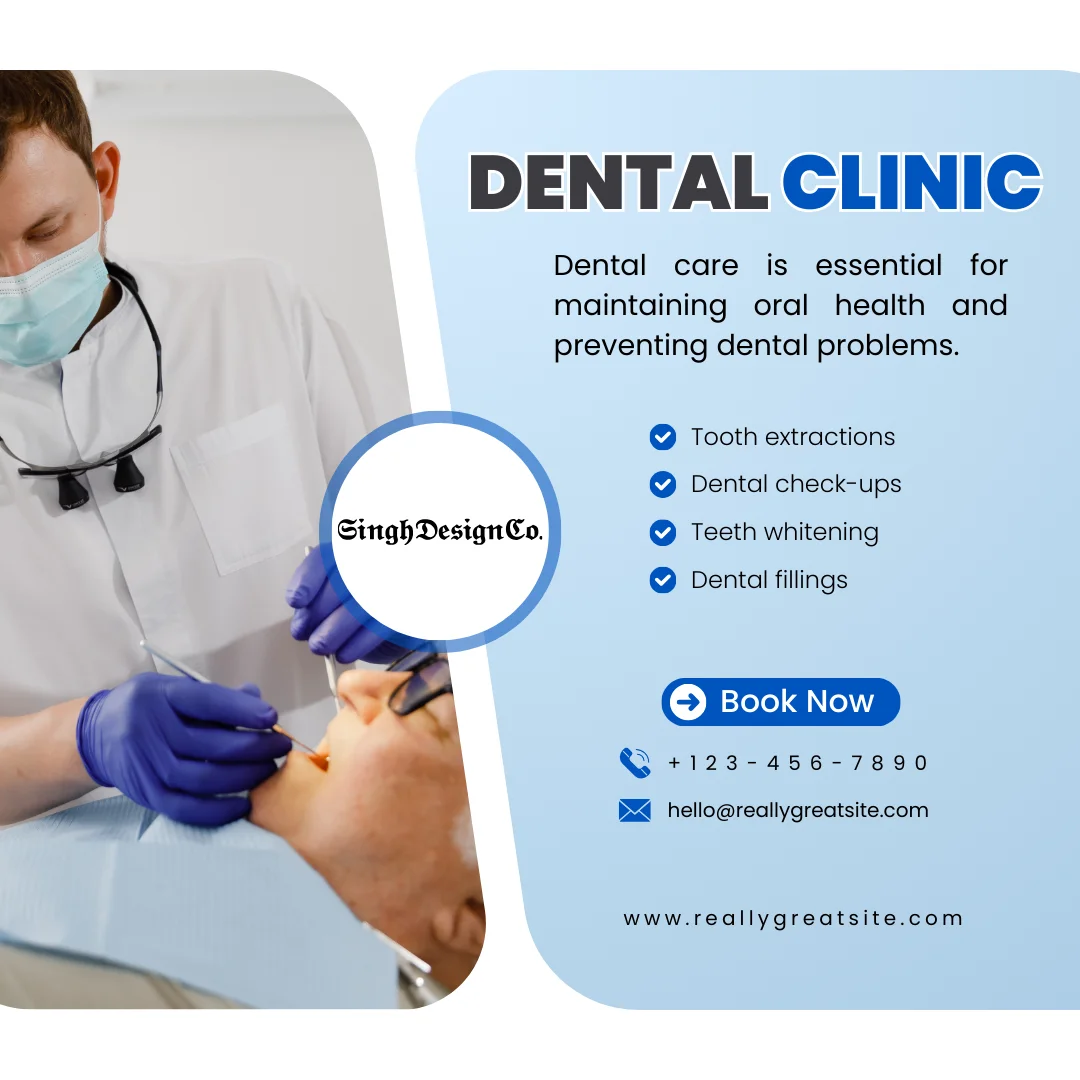 DENTAL CLINIC
Dental care is essential for
maintaining oral health and
preventing dental problems.
Tooth extractions
Dental check-ups
Teeth whitening
Dental fillings
SinghDesignCo.
Book Now
+123-456-7890
hello@reallygreatsite.com
www.reallygreatsite.com